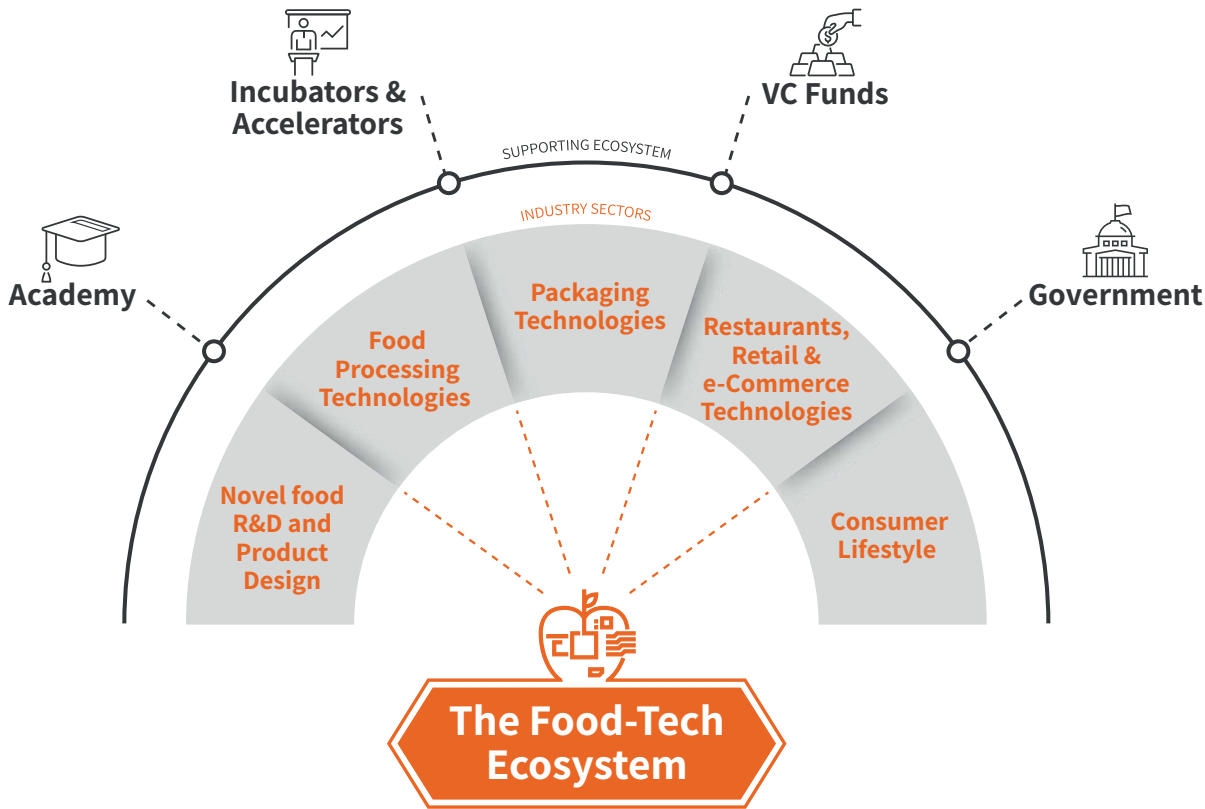 Incubators &
Accelerators
VC Funds
SUPPORTING ECOSYSTEM
INDUSTRY SECTORS
Academy
Government
Packaging
Technologies
Food
Processing
Technologies
Restaurants,
Retail &
e-Commerce
Technologies
Novel food
R&D and
Product
Design
Consumer
Lifestyle
The Food-Tech
Ecosystem